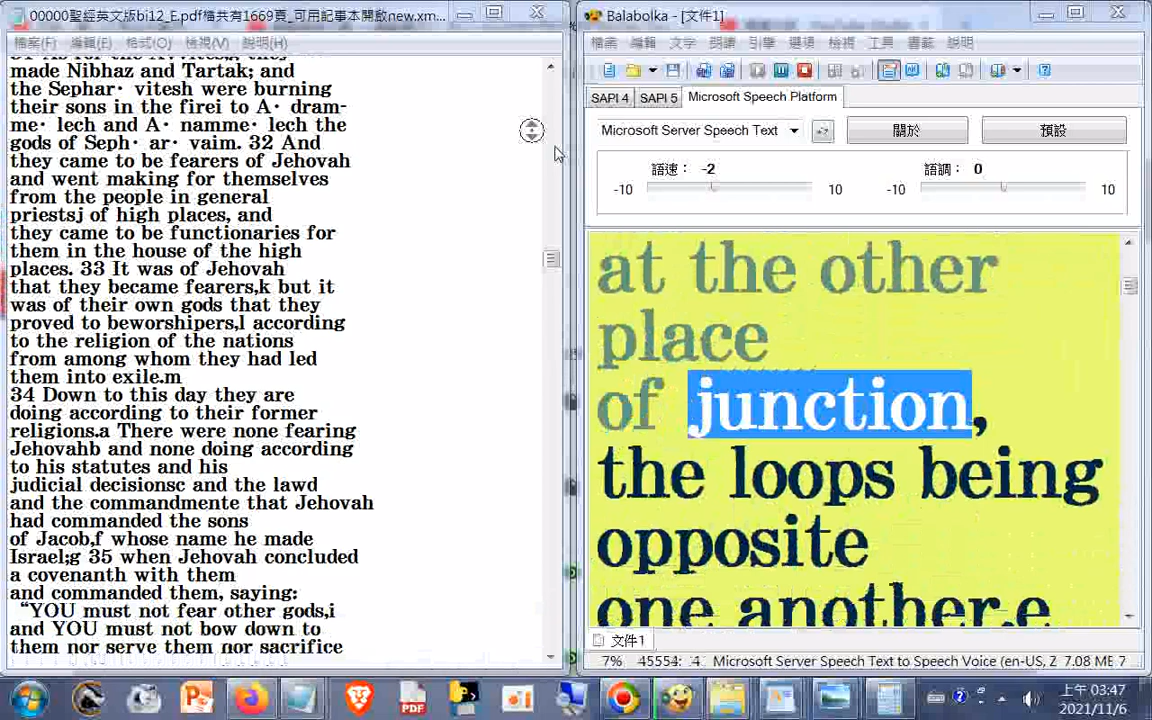 00000聖經英文版bi12_E.pdf檔共有1669頁_可用記事本開啟new.xm...
檔案(F) 編輯(E) 格式(O) 檢視(V) 說明(H)
made Nibhaz and Tartak; and
the Sephar· vitesh were burning
their sons in the firei to A· dram-
me· lech and A· namme· lech the
gods of Seph· ar· vaim. 32 And
they came to be fearers of Jehovah
and went making for themselves
from the people in general
priestsj of high places, and
they came to be functionaries for
them in the house of the high
places. 33 It was of Jehovah
that they became fearers,k but it
was of their own gods that they
proved to beworshipers,l according
to the religion of the nations
from among whom they had led
them into exile.m
34 Down to this day they are
doing according to their former
religions.a There were none fearing
Jehovahb and none doing according
to his statutes and his
judicial decisionsc and the lawd
and the commandmente that Jehovah
had commanded the sons
of Jacob,f whose name he made
Israel;g 35 when Jehovah concluded
a covenanth with them
and commanded them, saying:
“YOU must not fear other gods,i
and YOU must not bow down to
them nor serve them nor sacrifice
Balabolka - [文件1]
檔案 編輯 文字 朗讀 引擎 選項 檢視 工具 書籤 說明
SAPI 4 SAPI 5 Microsoft Speech Platform
Microsoft Server Speech Text 關於 預設
語速： -2 語調： 0
-10 10 -10 10
at the other
place
of junction,
the loops being
opposite
one another.e
文件1
7% 45554: 4 Microsoft Server Speech Text to Speech Voice (en-US, Z 7.08 MB 7
PDF
上午 03:47
2021/11/6